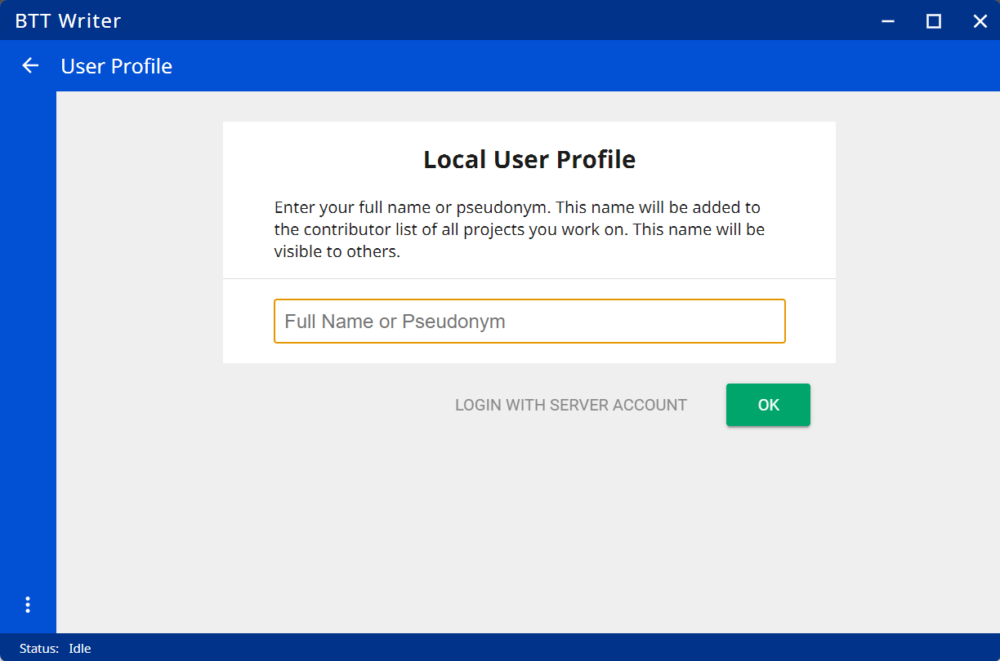 BTT Writer
User Profile
Local User Profile
Enter your full name or pseudonym. This name will be added to
the contributor list of all projects you work on. This name will be
visible to others.
Full Name or Pseudonym
LOGIN WITH SERVER ACCOUNT
OK
Status: Idle